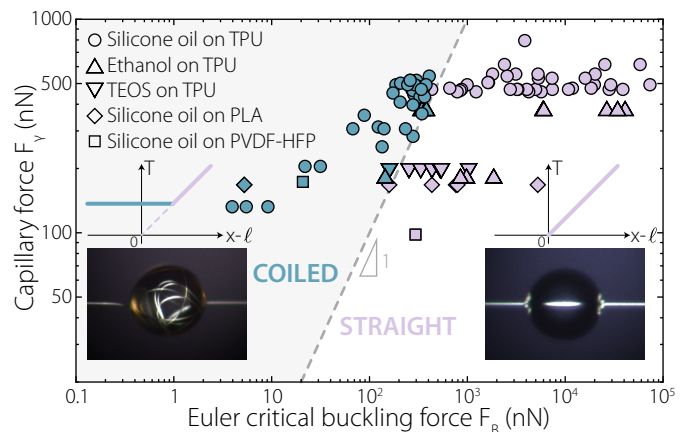 1000
500
100
50
Capillary force Fγ (nN)
Silicone oil on TPU
Ethanol on TPU
TEOS on TPU
Silicone oil on PLA
Silicone oil on PVDF-HFP
T
0
x-ℓ
T
0
x-ℓ
COILED
1
STRAIGHT
0.1
1
10
10²
10³
10⁴
10⁵
Euler critical buckling force FB (nN)